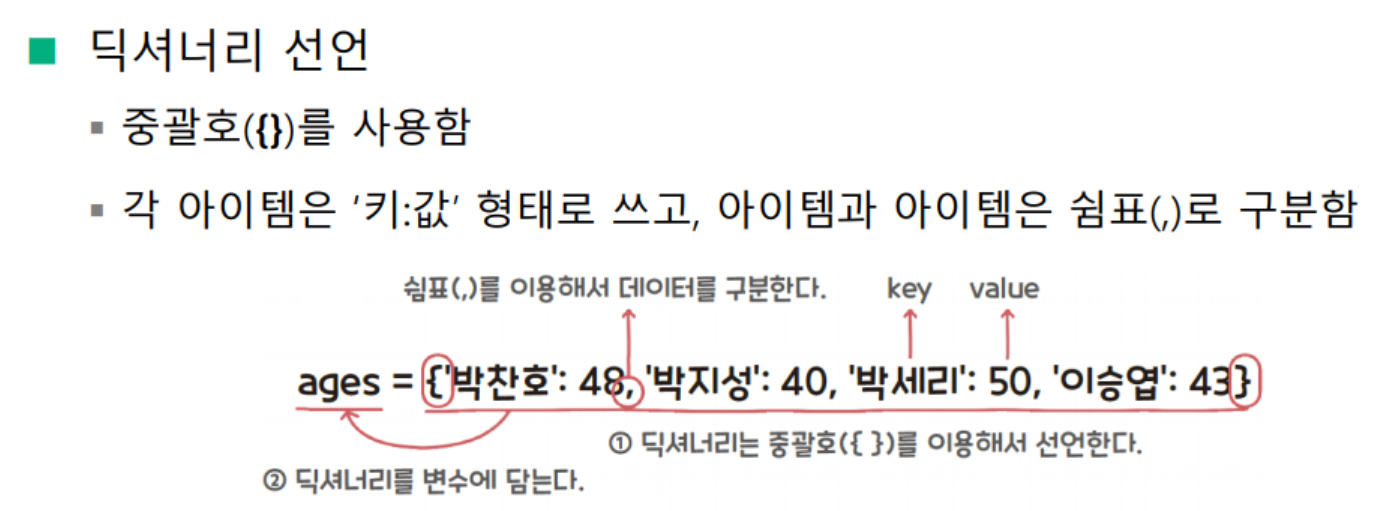 딕셔너리 선언
중괄호({})를 사용함
각 아이템은 '키:값' 형태로 쓰고, 아이템과 아이템은 쉼표(,)로 구분함
쉼표(,)를 이용해서 데이터를 구분한다. key value
ages = {'박찬호': 48, '박지성': 40, '박세리': 50, '이승엽': 43}
① 딕셔너리는 중괄호({ })를 이용해서 선언한다.
② 딕셔너리를 변수에 담는다.